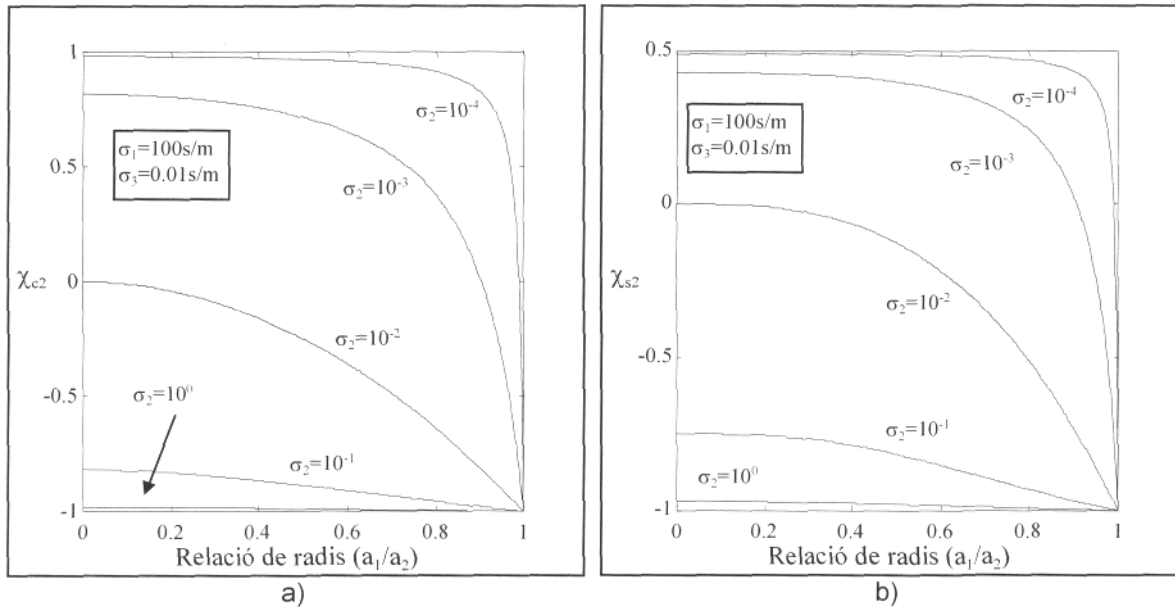 1
0.5
χc2
0
-0.5
-1
σ1=100s/m
σ3=0.01s/m
σ2=10-4
σ2=10-3
σ2=10-2
σ2=10-1
σ2=100
0 0.2 0.4 0.6 0.8 1
Relació de radis (a1/a2)
a)
0.5
0
χs2
-0.5
-1
σ1=100s/m
σ3=0.01s/m
σ2=10-4
σ2=10-3
σ2=10-2
σ2=10-1
σ2=100
0 0.2 0.4 0.6 0.8 1
Relació de radis (a1/a2)
b)